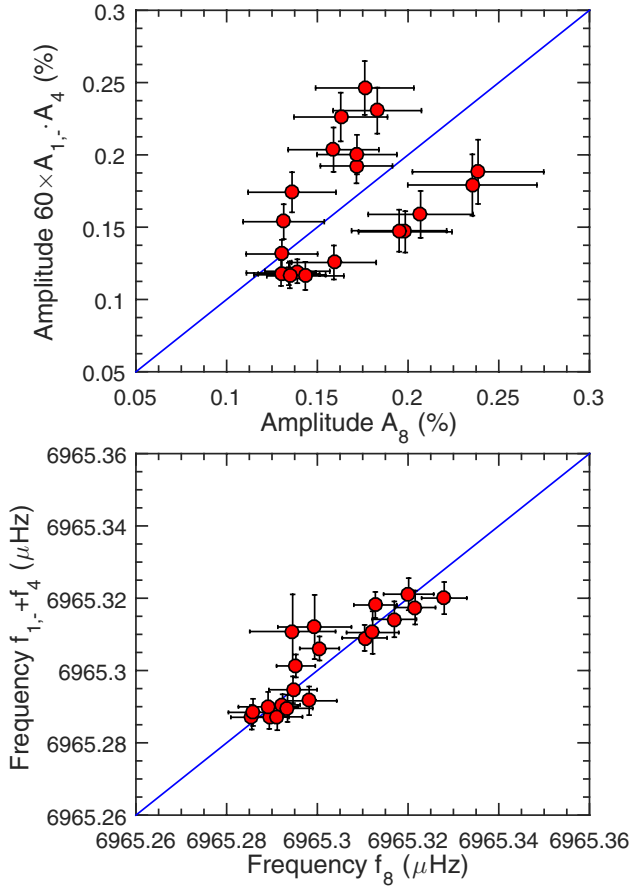 Amplitude 60×A1,-·A4 (%)
0.3
0.25
0.2
0.15
0.1
0.05
0.05 0.1 0.15 0.2 0.25 0.3
Amplitude A8 (%)
Frequency f1,-+f4 (μHz)
6965.36
6965.34
6965.32
6965.3
6965.28
6965.26
6965.26 6965.28 6965.3 6965.32 6965.34 6965.36
Frequency f8 (μHz)